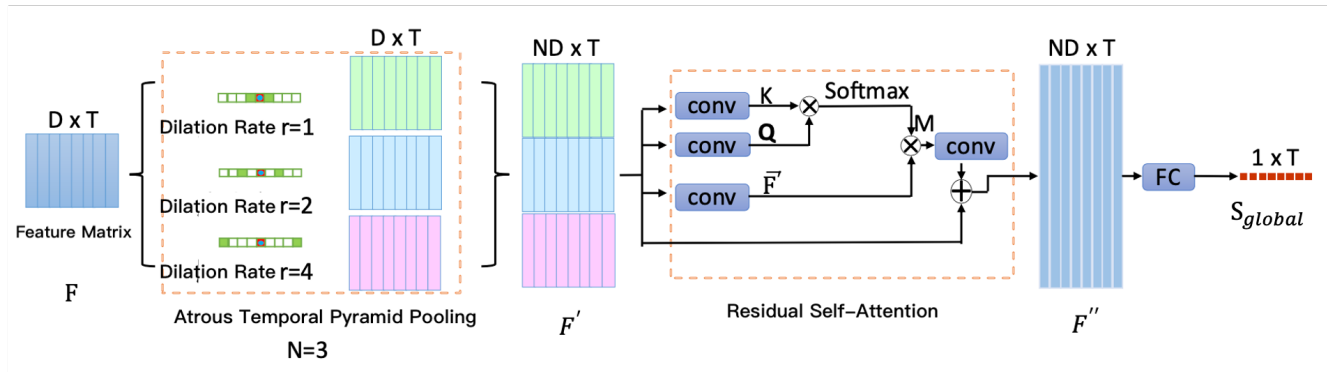 D x T
Feature Matrix
F
Dilation Rate r=1
Dilation Rate r=2
Dilation Rate r=4
D x T
Atrous Temporal Pyramid Pooling
N=3
ND x T
F′
conv
K
Softmax
conv
Q
M
conv
conv
F̅′
Residual Self-Attention
ND x T
F′′
FC
1 x T
S_global